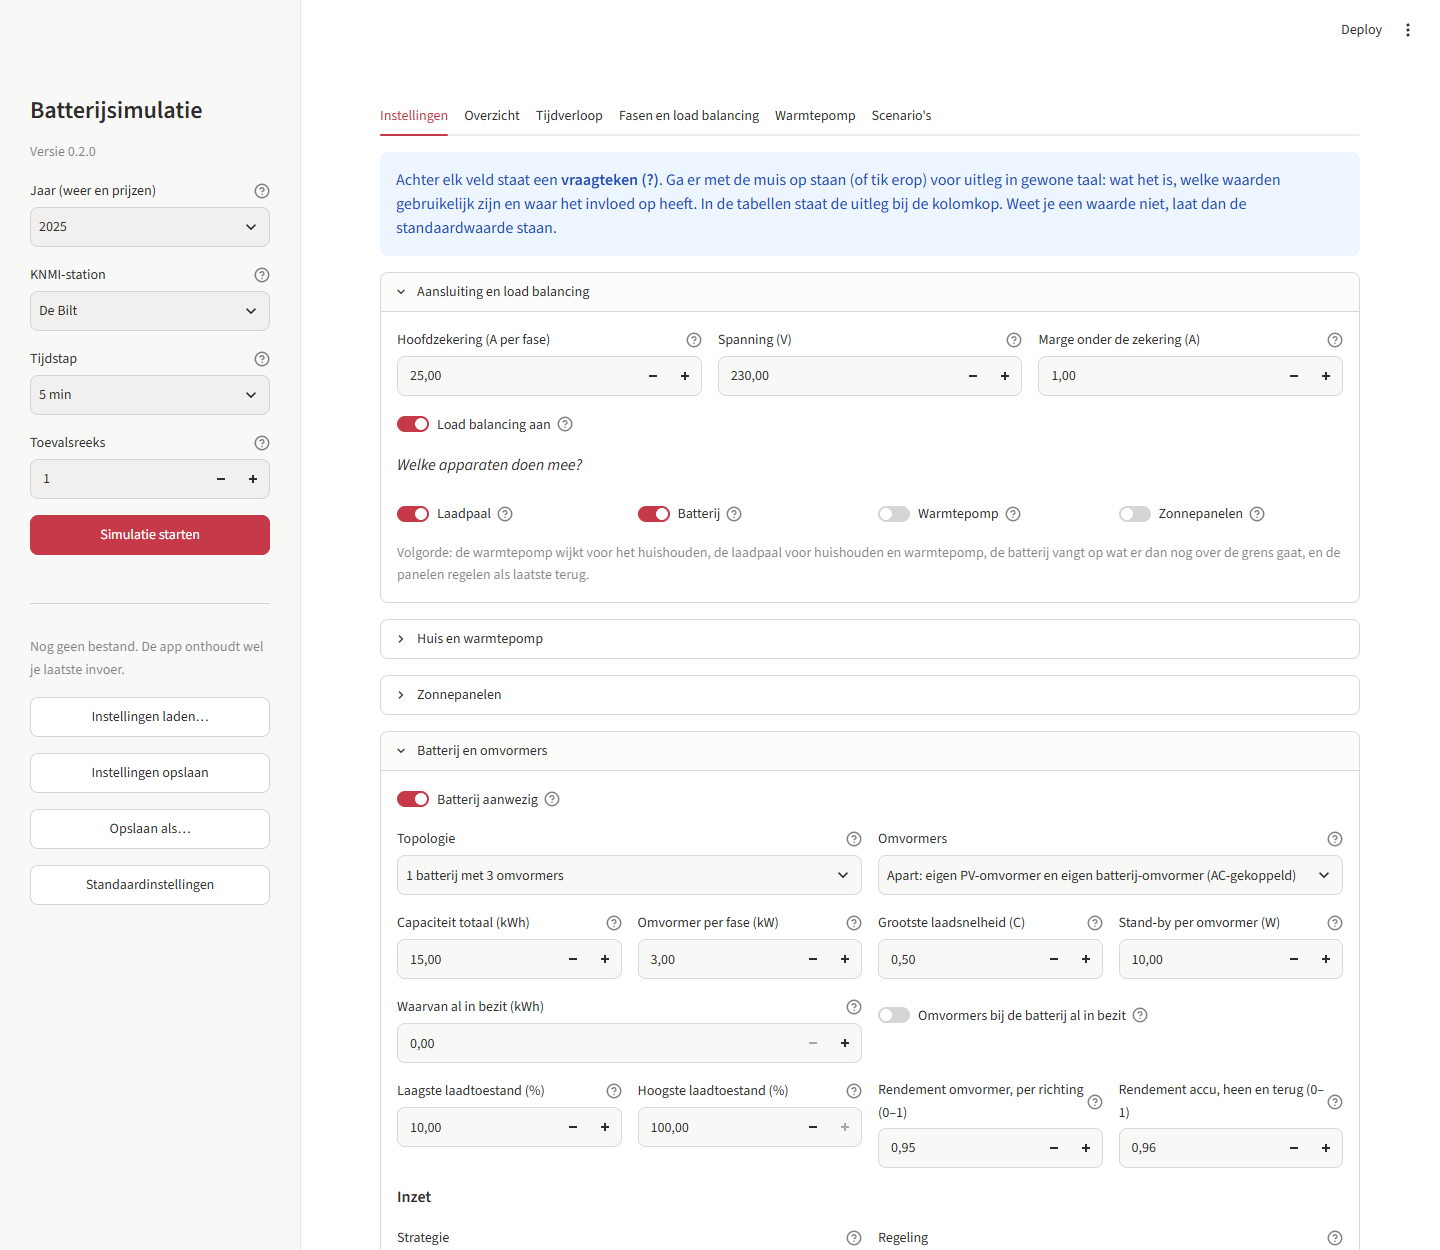 Deploy
Batterijsimulatie
Versie 0.2.0
Jaar (weer en prijzen)
2025
KNMI-station
De Bilt
Tijdstap
5 min
Toevalsreeks
1
Simulatie starten
Nog geen bestand. De app onthoudt wel
je laatste invoer.
Instellingen laden…
Instellingen opslaan
Opslaan als…
Standaardinstellingen
Instellingen Overzicht Tijdverloop Fasen en load balancing Warmtepomp Scenario's
Achter elk veld staat een vraagteken (?). Ga er met de muis op staan (of tik erop) voor uitleg in gewone taal: wat het is, welke waarden
gebruikelijk zijn en waar het invloed op heeft. In de tabellen staat de uitleg bij de kolomkop. Weet je een waarde niet, laat dan de
standaardwaarde staan.
Aansluiting en load balancing
Hoofdzekering (A per fase) Spanning (V) Marge onder de zekering (A)
25,00 230,00 1,00
Load balancing aan
Welke apparaten doen mee?
Laadpaal Batterij Warmtepomp Zonnepanelen
Volgorde: de warmtepomp wijkt voor het huishouden, de laadpaal voor huishouden en warmtepomp, de batterij vangt op wat er dan nog over de grens gaat, en de
panelen regelen als laatste terug.
Huis en warmtepomp
Zonnepanelen
Batterij en omvormers
Batterij aanwezig
Topologie Omvormers
1 batterij met 3 omvormers Apart: eigen PV-omvormer en eigen batterij-omvormer (AC-gekoppeld)
Capaciteit totaal (kWh) Omvormer per fase (kW) Grootste laadsnelheid (C) Stand-by per omvormer (W)
15,00 3,00 0,50 10,00
Waarvan al in bezit (kWh)
0,00 Omvormers bij de batterij al in bezit
Laagste laadtoestand (%) Hoogste laadtoestand (%) Rendement omvormer, per richting Rendement accu, heen en terug (0–
(0–1) 1)
10,00 100,00 0,95 0,96
Inzet
Strategie Regeling